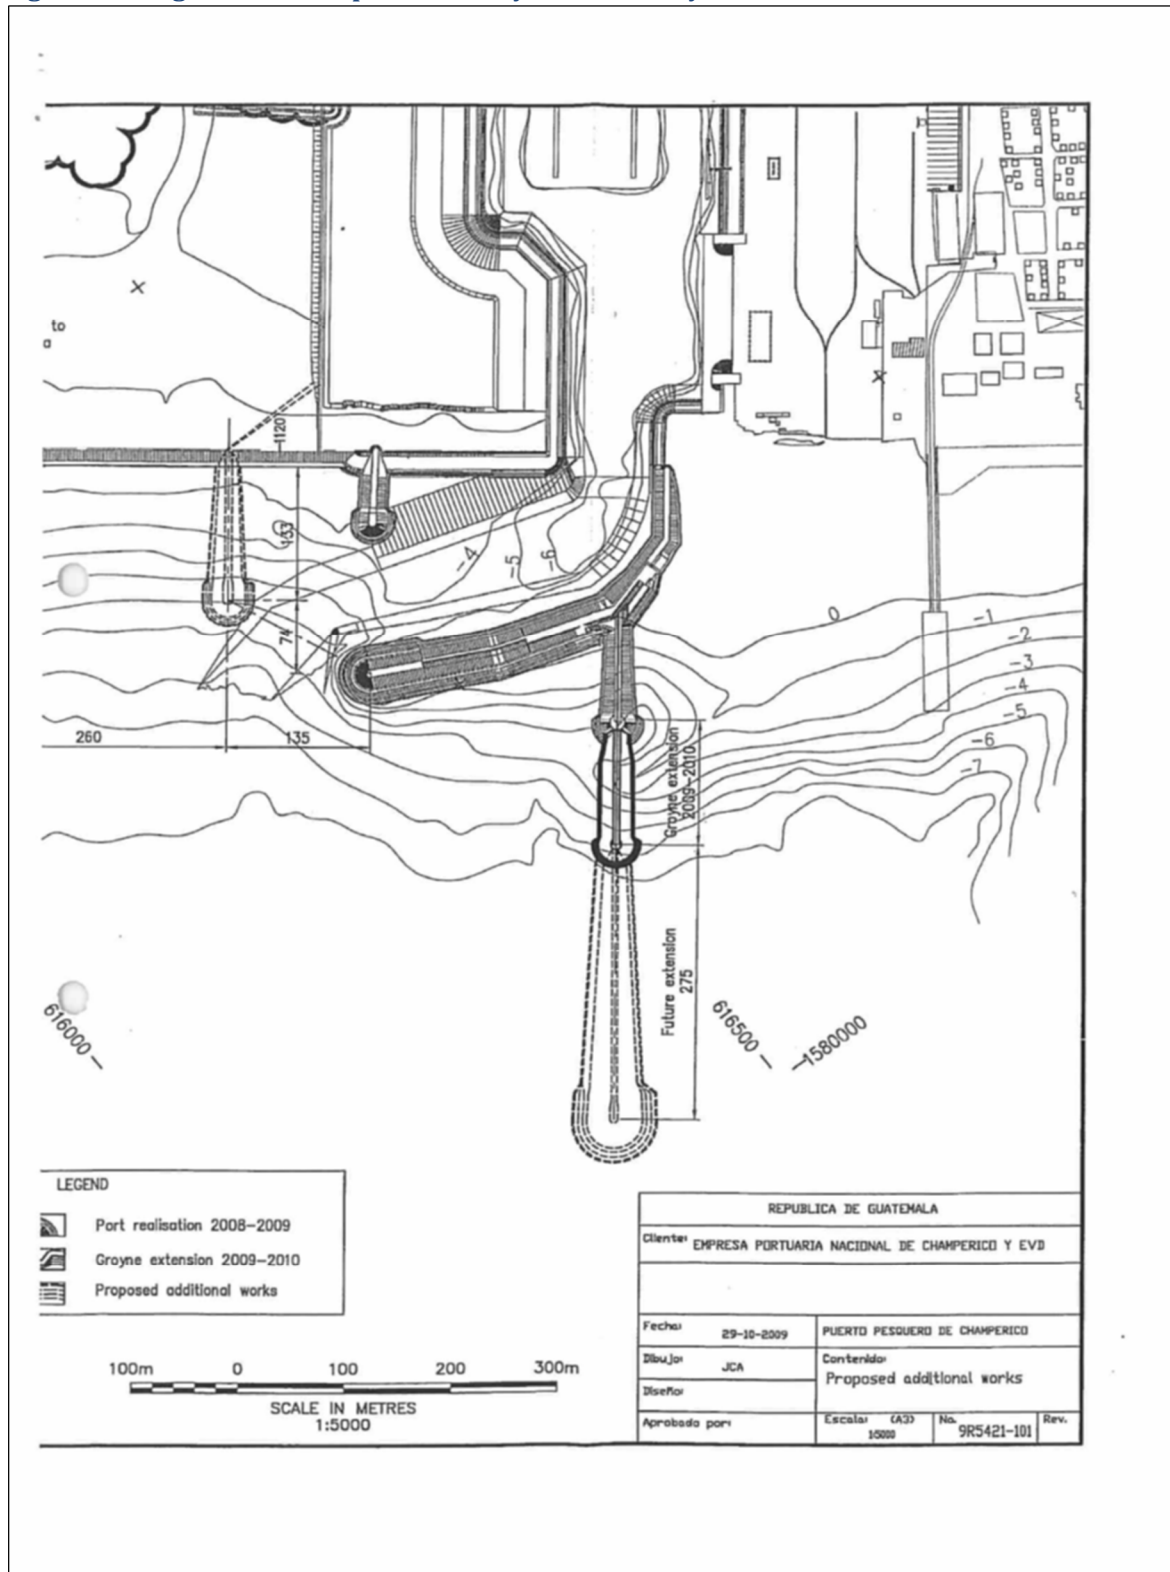 to
a
1120
133
74
260
135
-4
-5
-6
0
-1
-2
-3
-4
-5
-6
-7
Groyne extension
2009-2010
Future extension
275
616000
616500
1580000
LEGEND
Port realisation 2008-2009
Groyne extension 2009-2010
Proposed additional works
100m 0 100 200 300m
SCALE IN METRES
1:5000
REPUBLICA DE GUATEMALA
Cliente: EMPRESA PORTUARIA NACIONAL DE CHAMPERICO Y EVD
Fecha: 29-10-2009
PUERTO PESQUERO DE CHAMPERICO
Dibujo: JCA
Contenido:
Proposed additional works
Diseño:
Aprobado por:
Escala: (A3)
1:5000
No.
9R5421-101
Rev.